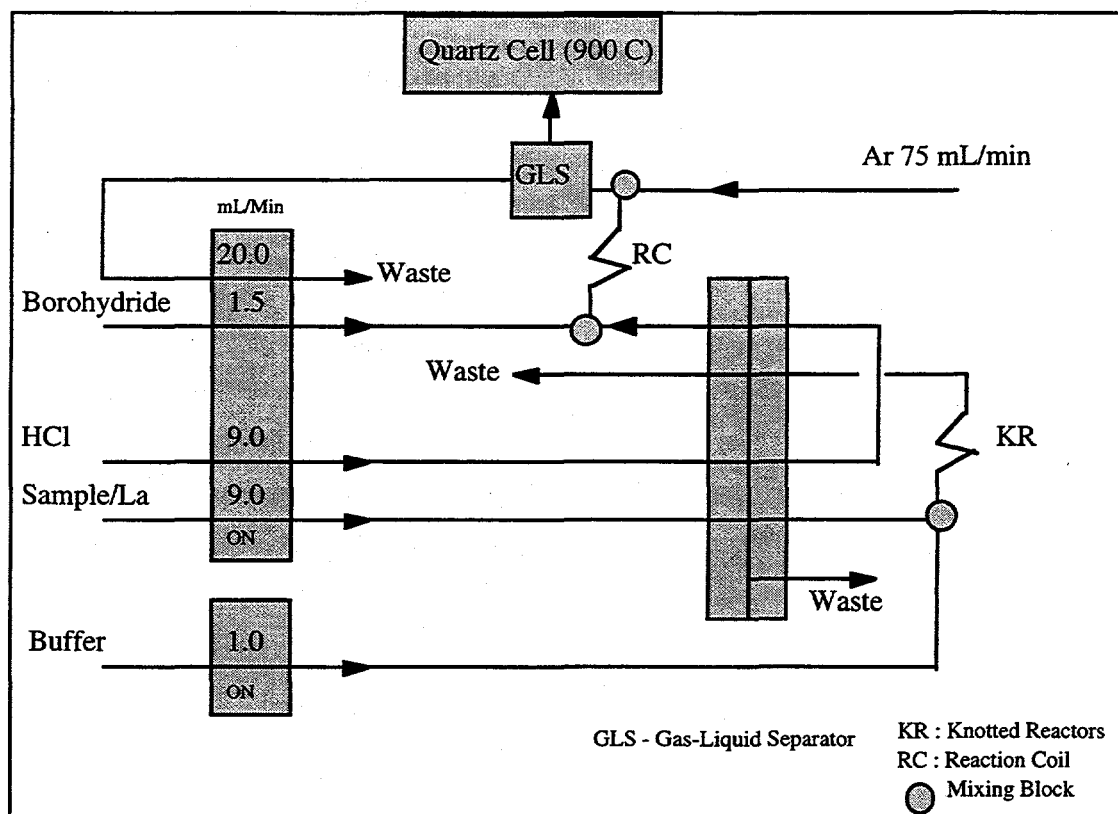 Quartz Cell (900 C)
GLS
Ar 75 mL/min
mL/Min
20.0
RC
Waste
Borohydride
1.5
Waste
HCl
9.0
KR
Sample/La
9.0
ON
Waste
Buffer
1.0
ON
GLS - Gas-Liquid Separator
KR : Knotted Reactors
RC : Reaction Coil
Mixing Block